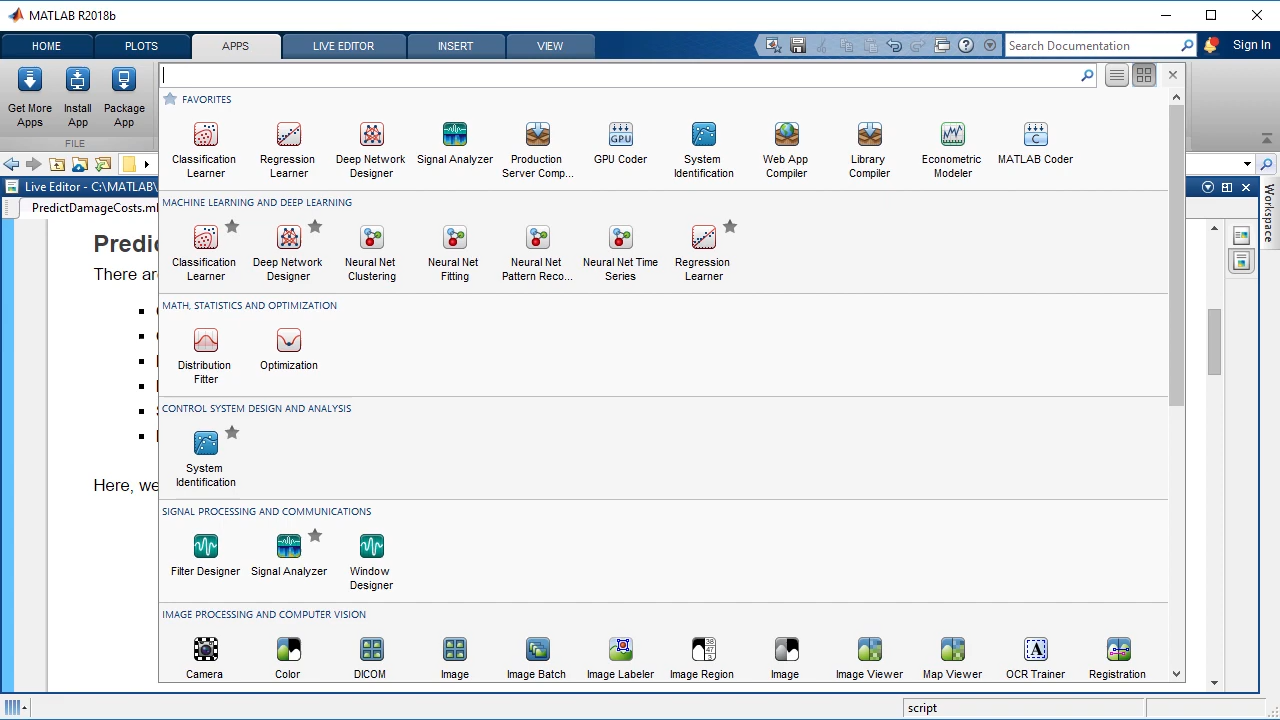 MATLAB R2018b
HOME PLOTS APPS LIVE EDITOR INSERT VIEW Search Documentation Sign In
Get More Apps
Install App
Package App
FILE
FAVORITES
Classification Learner
Regression Learner
Deep Network Designer
Signal Analyzer
Production Server Comp...
GPU Coder
System Identification
Web App Compiler
Library Compiler
Econometric Modeler
MATLAB Coder
MACHINE LEARNING AND DEEP LEARNING
Classification Learner
Deep Network Designer
Neural Net Clustering
Neural Net Fitting
Neural Net Pattern Reco...
Neural Net Time Series
Regression Learner
MATH, STATISTICS AND OPTIMIZATION
Distribution Fitter
Optimization
CONTROL SYSTEM DESIGN AND ANALYSIS
System Identification
SIGNAL PROCESSING AND COMMUNICATIONS
Filter Designer
Signal Analyzer
Window Designer
IMAGE PROCESSING AND COMPUTER VISION
Camera
Color
DICOM
Image
Image Batch
Image Labeler
Image Region
Image
Image Viewer
Map Viewer
OCR Trainer
Registration
Live Editor - C:\MATLAB\
PredictDamageCosts.ml
Predic
There are
Here, we
Workspace
script